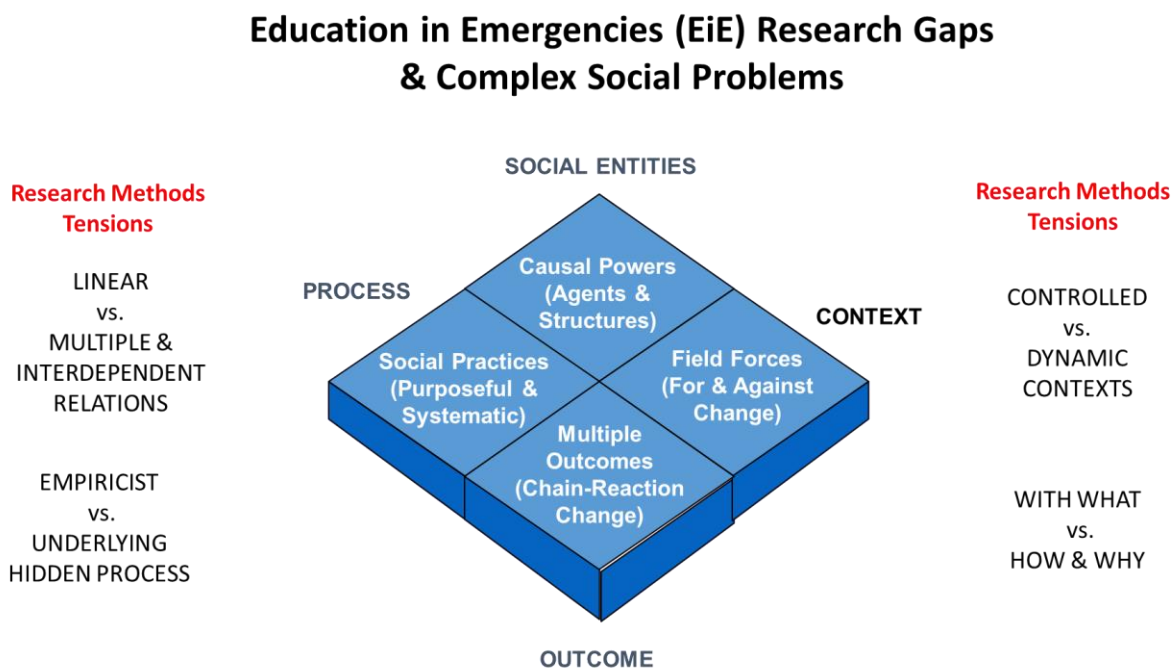 Education in Emergencies (EiE) Research Gaps
& Complex Social Problems
SOCIAL ENTITIES
Research Methods
Tensions
LINEAR
vs.
MULTIPLE &
INTERDEPENDENT
RELATIONS
EMPIRICIST
vs.
UNDERLYING
HIDDEN PROCESS
PROCESS
Causal Powers
(Agents &
Structures)
Social Practices
(Purposeful &
Systematic)
Field Forces
(For & Against
Change)
Multiple
Outcomes
(Chain-Reaction
Change)
CONTEXT
OUTCOME
Research Methods
Tensions
CONTROLLED
vs.
DYNAMIC
CONTEXTS
WITH WHAT
vs.
HOW & WHY